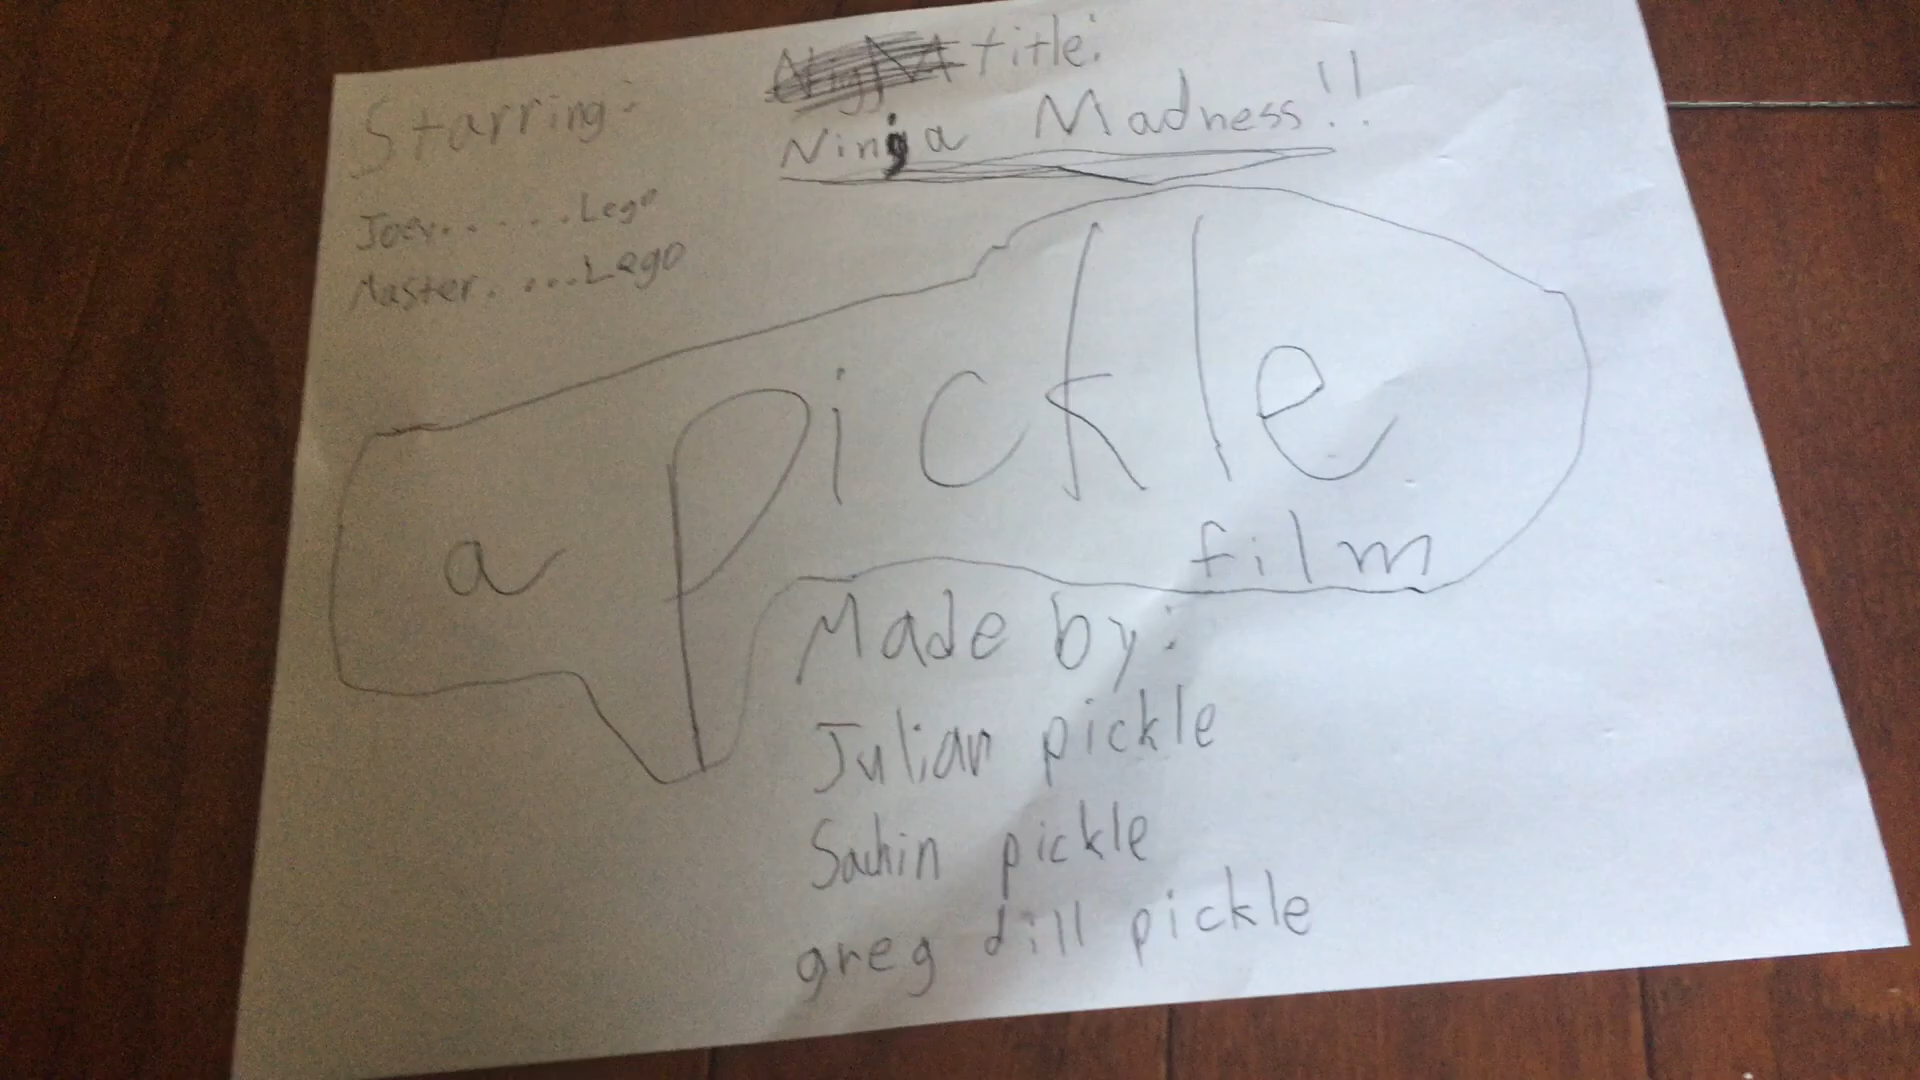 Starring:
Joey......Lego
Master....Lego
title:
Ninja Madness!!
a pickle
film
Made by:
Julian pickle
Sachin pickle
greg dill pickle